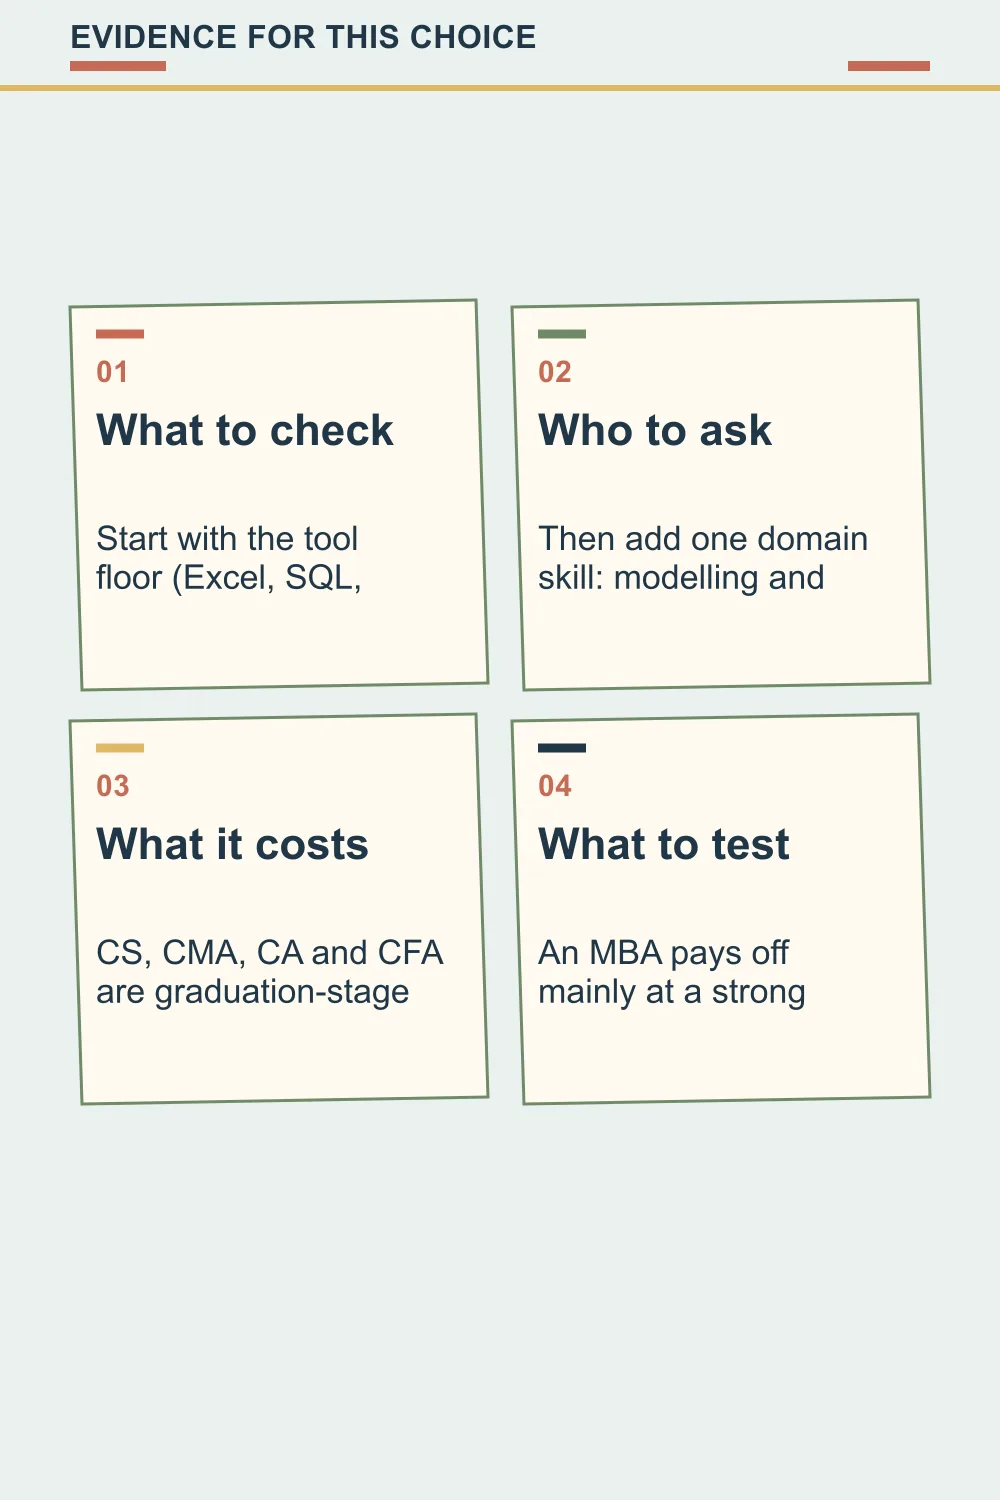 EVIDENCE FOR THIS CHOICE
01
What to check
Start with the tool
floor (Excel, SQL,
02
Who to ask
Then add one domain
skill: modelling and
03
What it costs
CS, CMA, CA and CFA
are graduation-stage
04
What to test
An MBA pays off
mainly at a strong